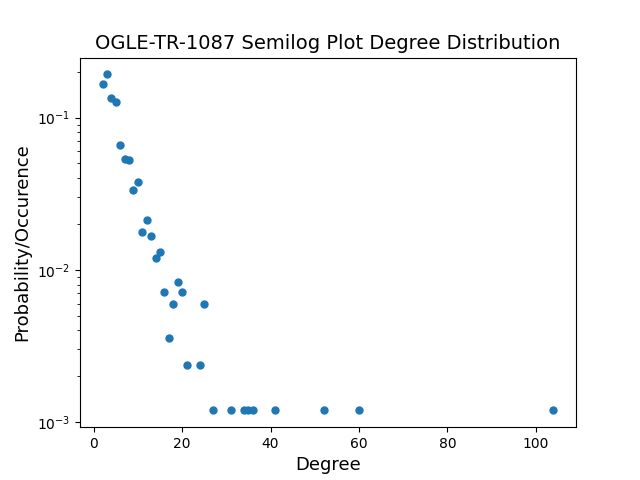 OGLE-TR-1087 Semilog Plot Degree Distribution
10⁻¹
10⁻²
10⁻³
Probability/Occurence
0 20 40 60 80 100
Degree